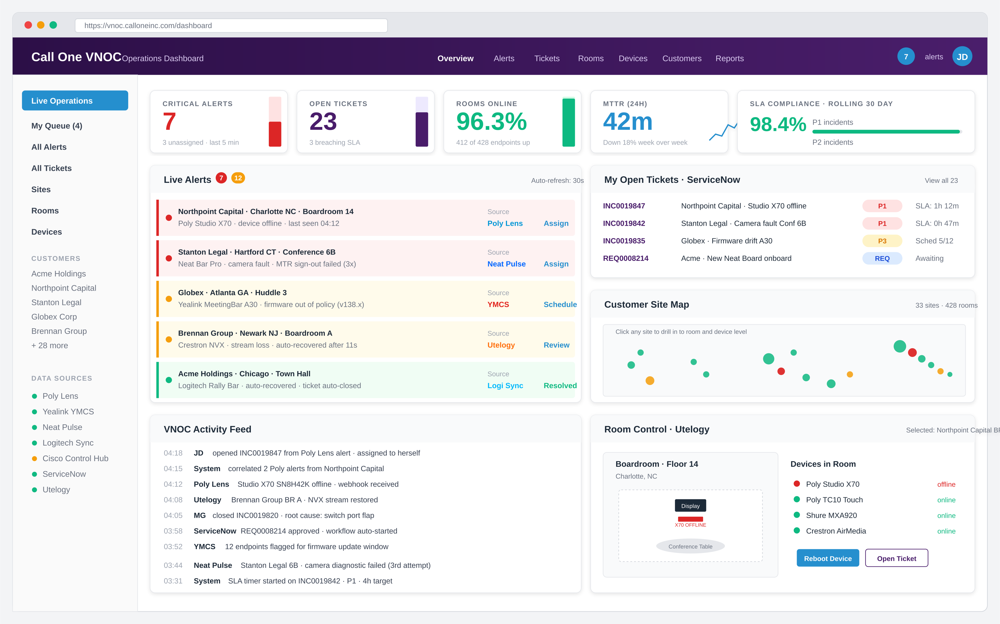 https://vnoc.calloneinc.com/dashboard
Call One VNOC Operations Dashboard
Overview Alerts Tickets Rooms Devices Customers Reports
7 alerts JD
Live Operations
My Queue (4)
All Alerts
All Tickets
Sites
Rooms
Devices
CUSTOMERS
Acme Holdings
Northpoint Capital
Stanton Legal
Globex Corp
Brennan Group
+ 28 more
DATA SOURCES
Poly Lens
Yealink YMCS
Neat Pulse
Logitech Sync
Cisco Control Hub
ServiceNow
Utelogy
CRITICAL ALERTS
7
3 unassigned · last 5 min
OPEN TICKETS
23
3 breaching SLA
ROOMS ONLINE
96.3%
412 of 428 endpoints up
MTTR (24H)
42m
Down 18% week over week
SLA COMPLIANCE · ROLLING 30 DAY
98.4%
P1 incidents
P2 incidents
Live Alerts 7 12 Auto-refresh: 30s
Northpoint Capital · Charlotte NC · Boardroom 14 Source
Poly Studio X70 · device offline · last seen 04:12 Poly Lens Assign
Stanton Legal · Hartford CT · Conference 6B Source
Neat Bar Pro · camera fault · MTR sign-out failed (3x) Neat Pulse Assign
Globex · Atlanta GA · Huddle 3 Source
Yealink MeetingBar A30 · firmware out of policy (v138.x) YMCS Schedule
Brennan Group · Newark NJ · Boardroom A Source
Crestron NVX · stream loss · auto-recovered after 11s Utelogy Review
Acme Holdings · Chicago · Town Hall Source
Logitech Rally Bar · auto-recovered · ticket auto-closed Logi Sync Resolved
My Open Tickets · ServiceNow View all 23
INC0019847 Northpoint Capital · Studio X70 offline P1 SLA: 1h 12m
INC0019842 Stanton Legal · Camera fault Conf 6B P1 SLA: 0h 47m
INC0019835 Globex · Firmware drift A30 P3 Sched 5/12
REQ0008214 Acme · New Neat Board onboard REQ Awaiting
Customer Site Map 33 sites · 428 rooms
Click any site to drill in to room and device level
VNOC Activity Feed
04:18 JD opened INC0019847 from Poly Lens alert · assigned to herself
04:15 System correlated 2 Poly alerts from Northpoint Capital
04:12 Poly Lens Studio X70 SN8H42K offline · webhook received
04:08 Utelogy Brennan Group BR A · NVX stream restored
04:05 MG closed INC0019820 · root cause: switch port flap
03:58 ServiceNow REQ0008214 approved · workflow auto-started
03:52 YMCS 12 endpoints flagged for firmware update window
03:44 Neat Pulse Stanton Legal 6B · camera diagnostic failed (3rd attempt)
03:31 System SLA timer started on INC0019842 · P1 · 4h target
Room Control · Utelogy Selected: Northpoint Capital
Boardroom · Floor 14
Charlotte, NC
Display
X70 OFFLINE
Conference Table
Devices in Room
Poly Studio X70 offline
Poly TC10 Touch online
Shure MXA920 online
Crestron AirMedia online
Reboot Device Open Ticket